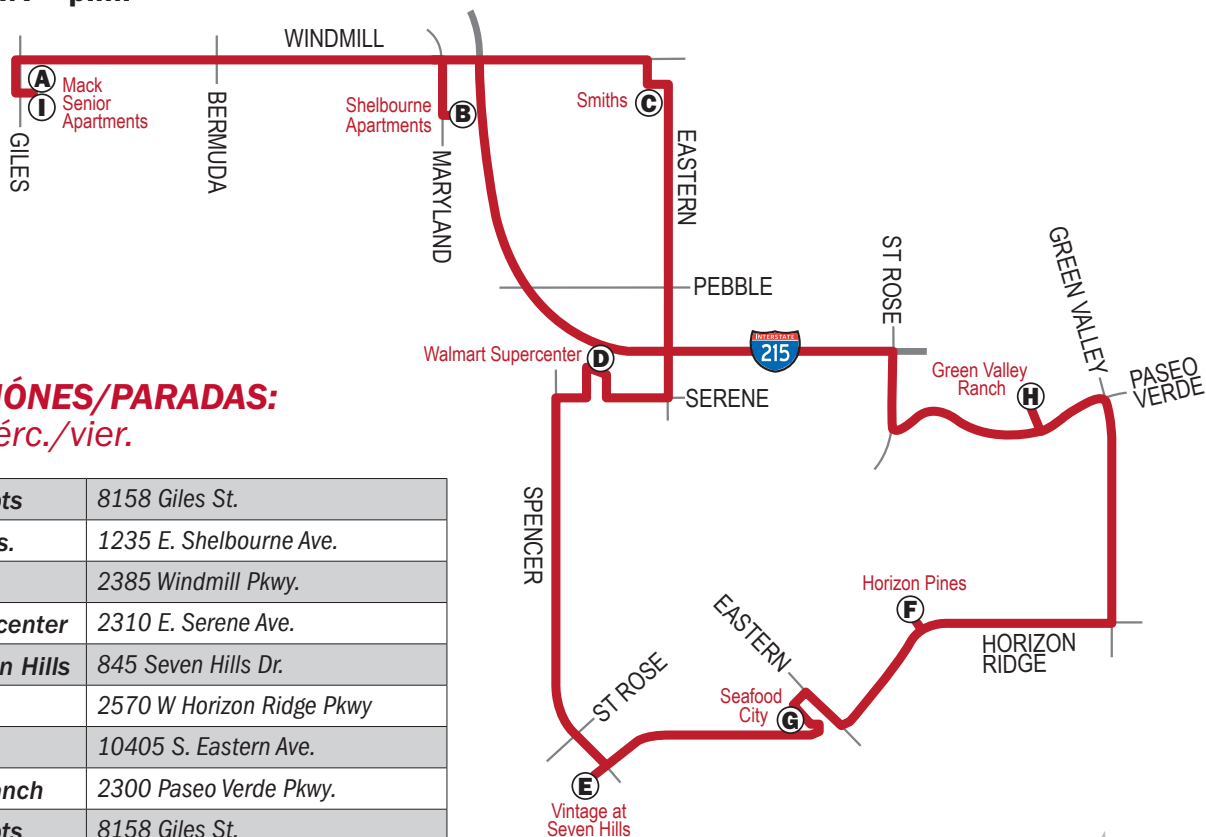 WINDMILL
A
Mack
Senior
Apartments
I
GILES
BERMUDA
Shelbourne
Apartments
B
MARYLAND
Smiths
C
EASTERN
PEBBLE
Walmart Supercenter
D
INTERSTATE
215
ST ROSE
GREEN VALLEY
Green Valley
Ranch
H
PASEO
VERDE
SERENE
IÓNES/PARADAS:
érc./vier.
SPENCER
8158 Giles St.
1235 E. Shelbourne Ave.
2385 Windmill Pkwy.
center 2310 E. Serene Ave.
n Hills 845 Seven Hills Dr.
2570 W Horizon Ridge Pkwy
10405 S. Eastern Ave.
2300 Paseo Verde Pkwy.
8158 Giles St.
Horizon Pines
F
EASTERN
HORIZON
RIDGE
ST ROSE
Seafood
City
G
E
Vintage at
Seven Hills